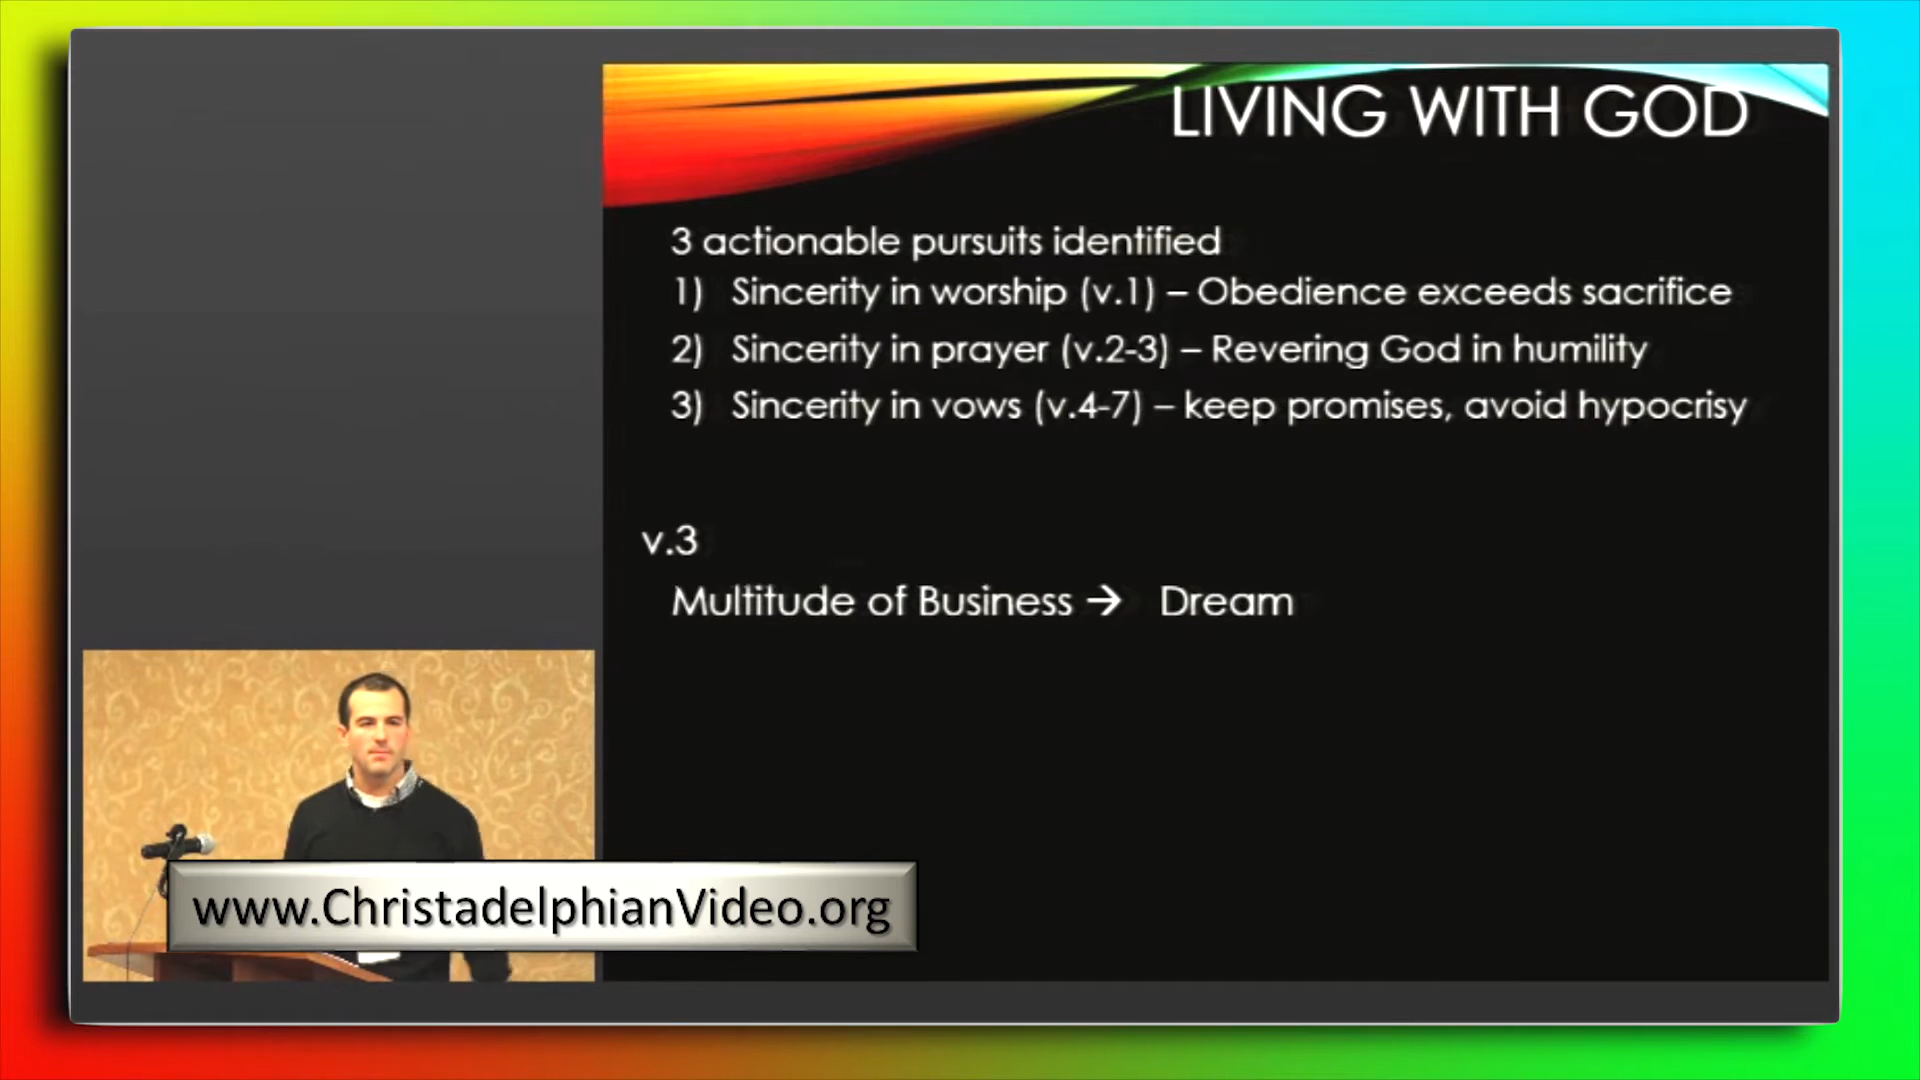 LIVING WITH GOD
3 actionable pursuits identified
1) Sincerity in worship (v.1) – Obedience exceeds sacrifice
2) Sincerity in prayer (v.2-3) – Revering God in humility
3) Sincerity in vows (v.4-7) – keep promises, avoid hypocrisy
v.3
Multitude of Business → Dream
www.ChristadelphianVideo.org